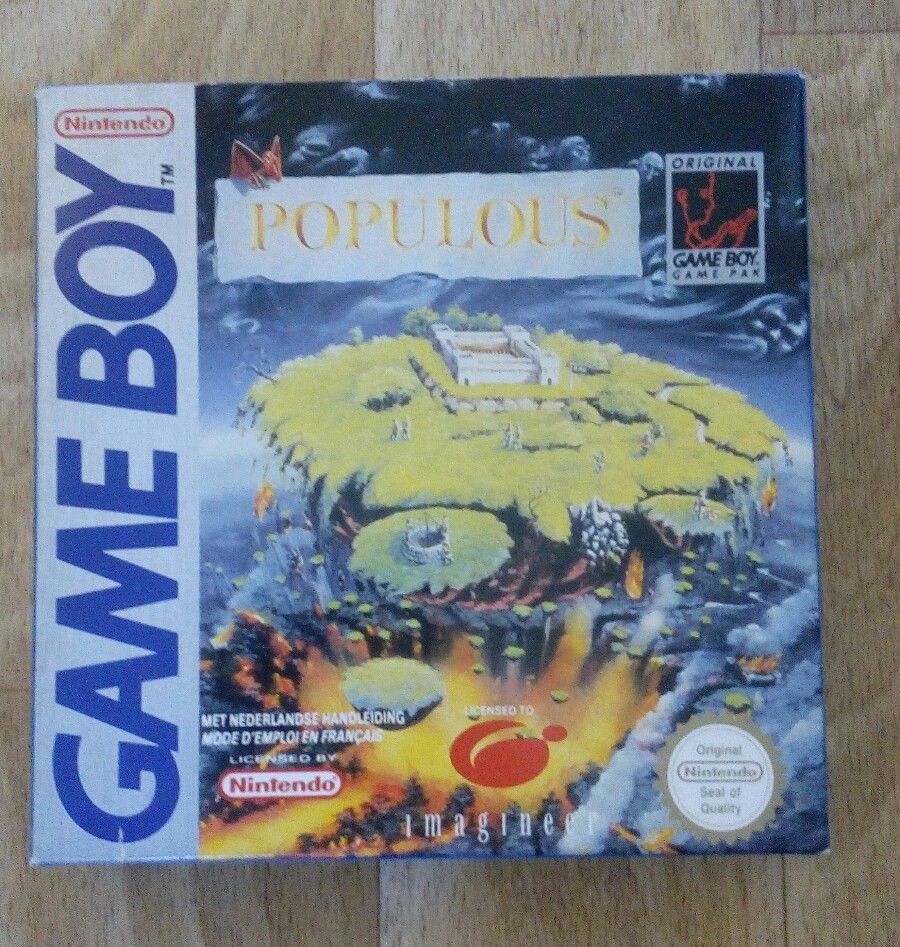 Nintendo
GAME BOY™
POPULOUS™
ORIGINAL
GAME BOY
GAME PAK
MET NEDERLANDSE HANDLEIDING
MODE D'EMPLOI EN FRANÇAIS
LICENSED BY
Nintendo
LICENSED TO
imagineer
Original
Nintendo
Seal of
Quality